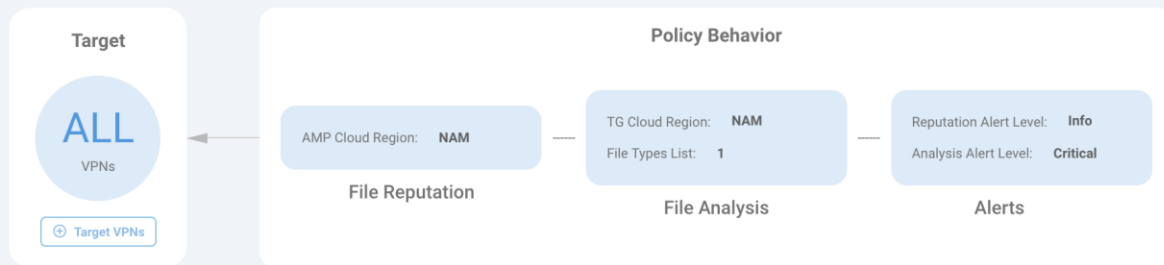 Target
ALL
VPNs
Target VPNs
Policy Behavior
AMP Cloud Region: NAM
File Reputation
TG Cloud Region: NAM
File Types List: 1
File Analysis
Reputation Alert Level: Info
Analysis Alert Level: Critical
Alerts